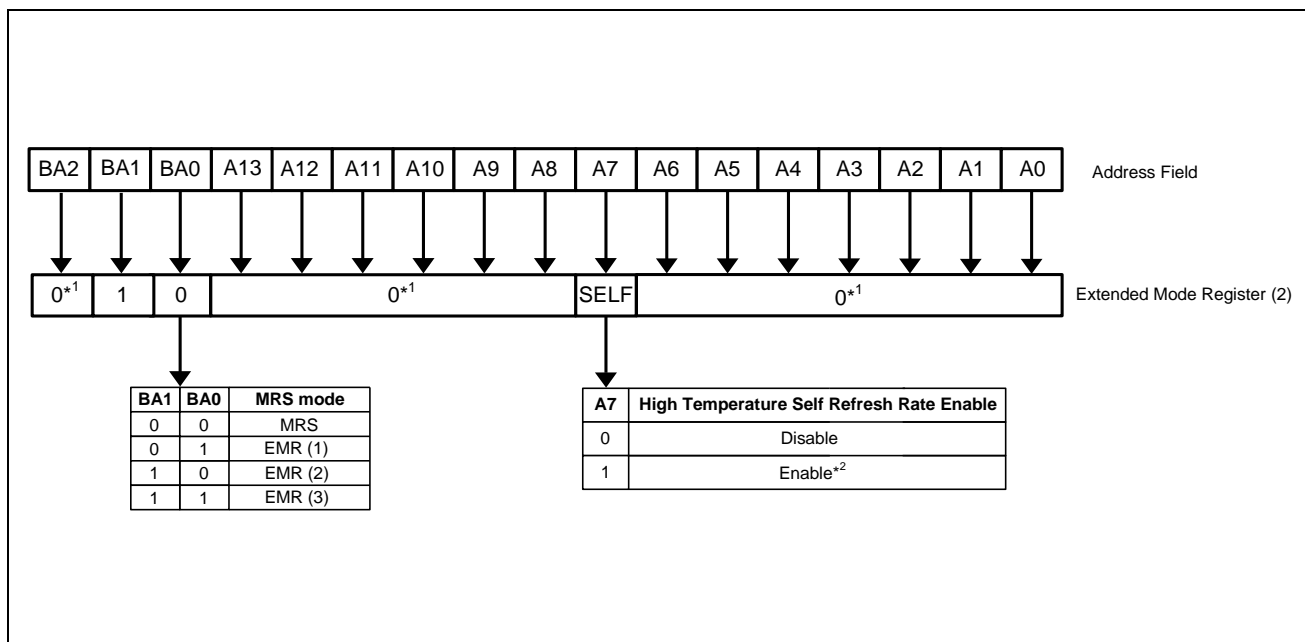 BA2 BA1 BA0 A13 A12 A11 A10 A9 A8 A7 A6 A5 A4 A3 A2 A1 A0 Address Field
0*1 1 0 0*1 SELF 0*1 Extended Mode Register (2)
BA1 BA0 MRS mode
0 0 MRS
0 1 EMR (1)
1 0 EMR (2)
1 1 EMR (3)
A7 High Temperature Self Refresh Rate Enable
0 Disable
1 Enable*2